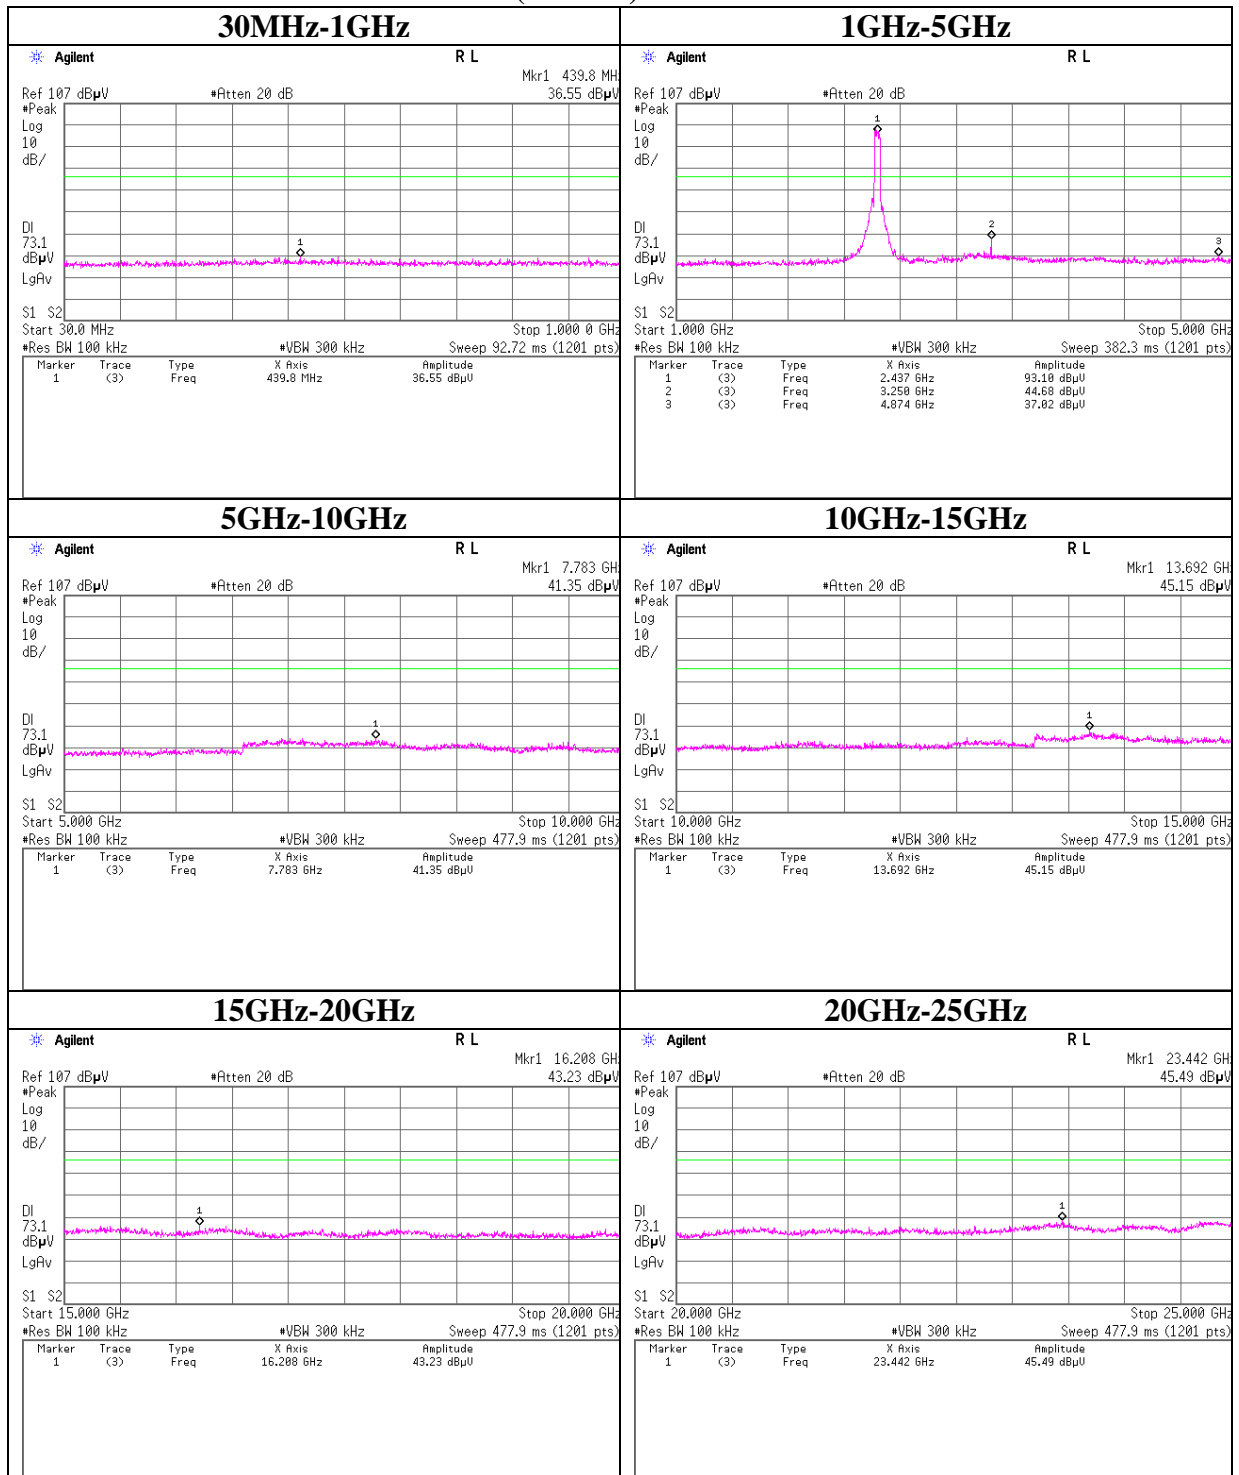 30MHz-1GHz
Agilent R L
Mkr1 439.8 MHz
Ref 107 dBµV #Atten 20 dB 36.55 dBµV
#Peak
Log
10
dB/
1
DI
73.1
dBµV
LgAv
S1 S2
Start 30.0 MHz Stop 1.000 0 GHz
#Res BW 100 kHz #VBW 300 kHz Sweep 92.72 ms (1201 pts)
Marker Trace Type X Axis Amplitude
1 (3) Freq 439.8 MHz 36.55 dBµV
1GHz-5GHz
Agilent R L
Ref 107 dBµV #Atten 20 dB
#Peak
Log
10
dB/
1
2
3
DI
73.1
dBµV
LgAv
S1 S2
Start 1.000 GHz Stop 5.000 GHz
#Res BW 100 kHz #VBW 300 kHz Sweep 382.3 ms (1201 pts)
Marker Trace Type X Axis Amplitude
1 (3) Freq 2.437 GHz 93.10 dBµV
2 (3) Freq 3.250 GHz 44.68 dBµV
3 (3) Freq 4.874 GHz 37.02 dBµV
5GHz-10GHz
Agilent R L
Mkr1 7.783 GHz
Ref 107 dBµV #Atten 20 dB 41.35 dBµV
#Peak
Log
10
dB/
1
DI
73.1
dBµV
LgAv
S1 S2
Start 5.000 GHz Stop 10.000 GHz
#Res BW 100 kHz #VBW 300 kHz Sweep 477.9 ms (1201 pts)
Marker Trace Type X Axis Amplitude
1 (3) Freq 7.783 GHz 41.35 dBµV
10GHz-15GHz
Agilent R L
Mkr1 13.692 GHz
Ref 107 dBµV #Atten 20 dB 45.15 dBµV
#Peak
Log
10
dB/
1
DI
73.1
dBµV
LgAv
S1 S2
Start 10.000 GHz Stop 15.000 GHz
#Res BW 100 kHz #VBW 300 kHz Sweep 477.9 ms (1201 pts)
Marker Trace Type X Axis Amplitude
1 (3) Freq 13.692 GHz 45.15 dBµV
15GHz-20GHz
Agilent R L
Mkr1 16.208 GHz
Ref 107 dBµV #Atten 20 dB 43.23 dBµV
#Peak
Log
10
dB/
1
DI
73.1
dBµV
LgAv
S1 S2
Start 15.000 GHz Stop 20.000 GHz
#Res BW 100 kHz #VBW 300 kHz Sweep 477.9 ms (1201 pts)
Marker Trace Type X Axis Amplitude
1 (3) Freq 16.208 GHz 43.23 dBµV
20GHz-25GHz
Agilent R L
Mkr1 23.442 GHz
Ref 107 dBµV #Atten 20 dB 45.49 dBµV
#Peak
Log
10
dB/
1
DI
73.1
dBµV
LgAv
S1 S2
Start 20.000 GHz Stop 25.000 GHz
#Res BW 100 kHz #VBW 300 kHz Sweep 477.9 ms (1201 pts)
Marker Trace Type X Axis Amplitude
1 (3) Freq 23.442 GHz 45.49 dBµV